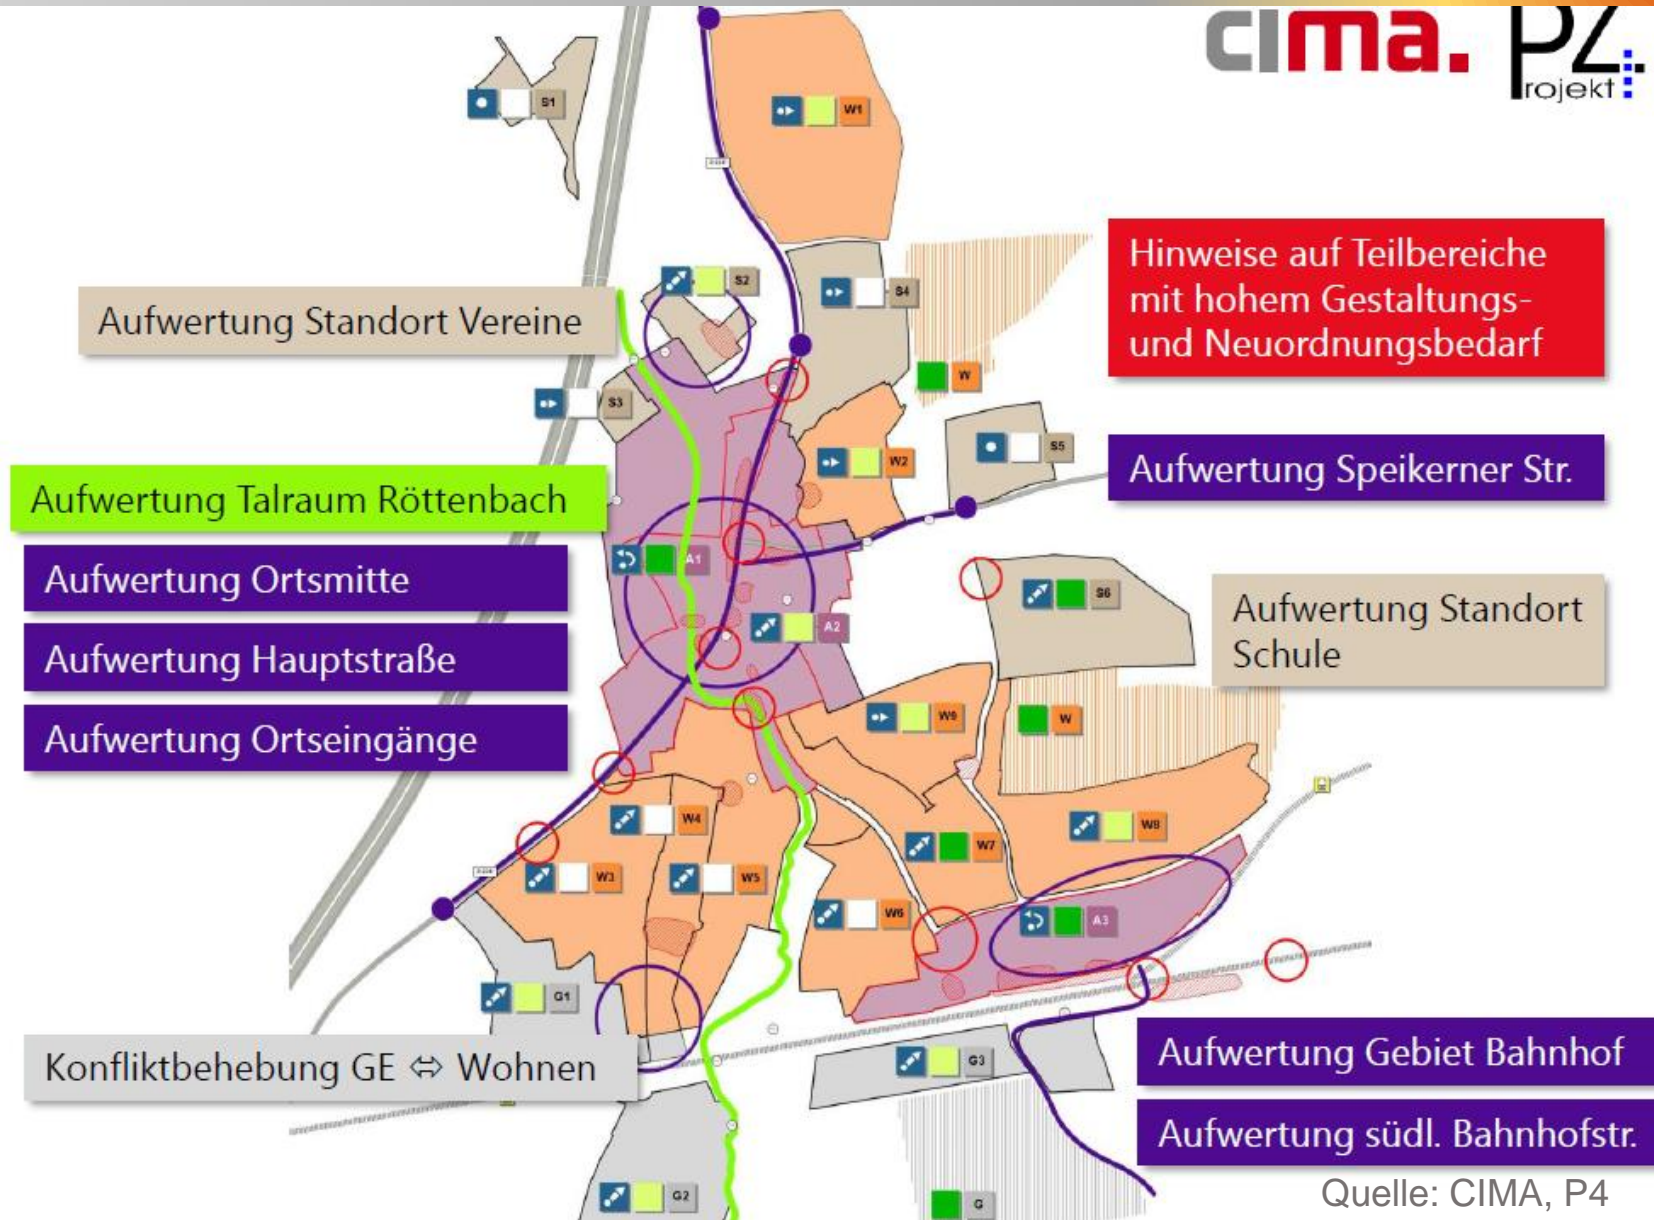 cima.
P4
Projekt
S1
W1
Hinweise auf Teilbereiche
mit hohem Gestaltungs-
und Neuordnungsbedarf
S2
S4
Aufwertung Standort Vereine
W
S3
S5
W2
Aufwertung Speikerner Str.
Aufwertung Talraum Röttenbach
A1
Aufwertung Ortsmitte
S6
Aufwertung Standort
Schule
A2
Aufwertung Hauptstraße
W9
W
Aufwertung Ortseingänge
W4
W8
W7
W3
W5
W6
A3
G1
Konfliktbehebung GE ⇔ Wohnen
G3
Aufwertung Gebiet Bahnhof
Aufwertung südl. Bahnhofstr.
G2
G
Quelle: CIMA, P4